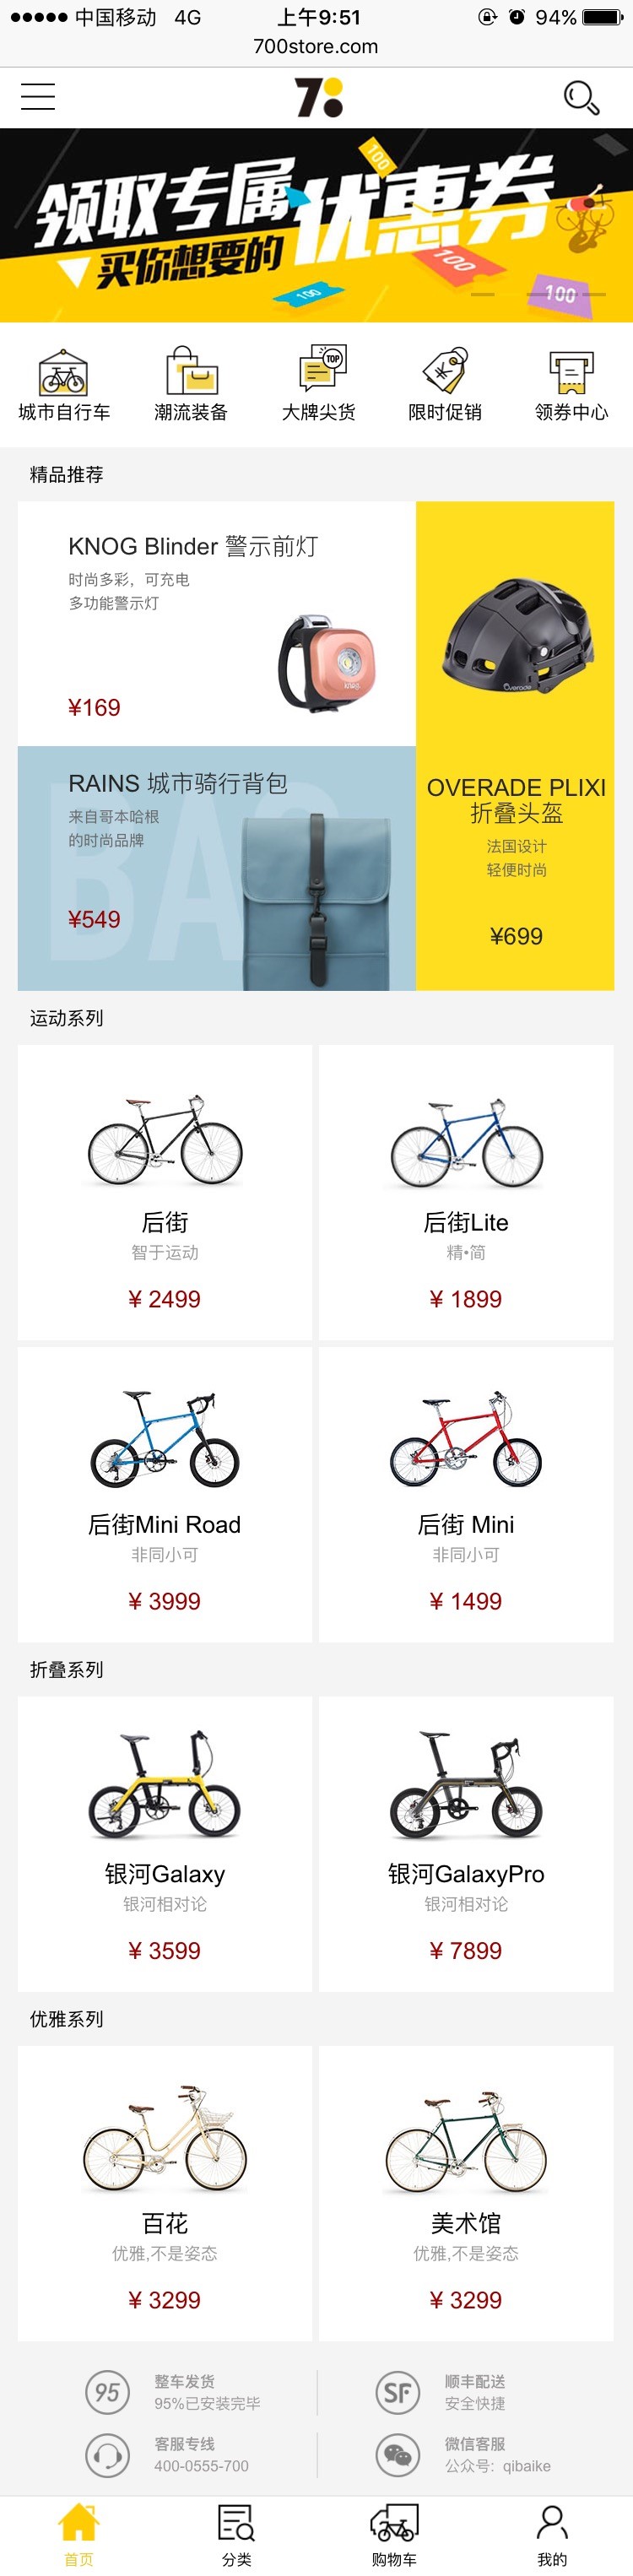 中国移动 4G 上午9:51 94%
700store.com
领取专属优惠券
买你想要的
100
100
100
100
TOP
城市自行车 潮流装备 大牌尖货 限时促销 领券中心
精品推荐
KNOG Blinder 警示前灯
时尚多彩，可充电
多功能警示灯
knog.
¥169
RAINS 城市骑行背包
来自哥本哈根
的时尚品牌
BAG
¥549
Overade
OVERADE PLIXI
折叠头盔
法国设计
轻便时尚
¥699
运动系列
后街
智于运动
¥ 2499
后街Lite
精•简
¥ 1899
后街Mini Road
非同小可
¥ 3999
后街 Mini
非同小可
¥ 1499
折叠系列
银河Galaxy
银河相对论
¥ 3599
银河GalaxyPro
银河相对论
¥ 7899
优雅系列
百花
优雅,不是姿态
¥ 3299
美术馆
优雅,不是姿态
¥ 3299
95
整车发货
95%已安装完毕
SF
顺丰配送
安全快捷
客服专线
400-0555-700
微信客服
公众号: qibaike
首页 分类 购物车 我的